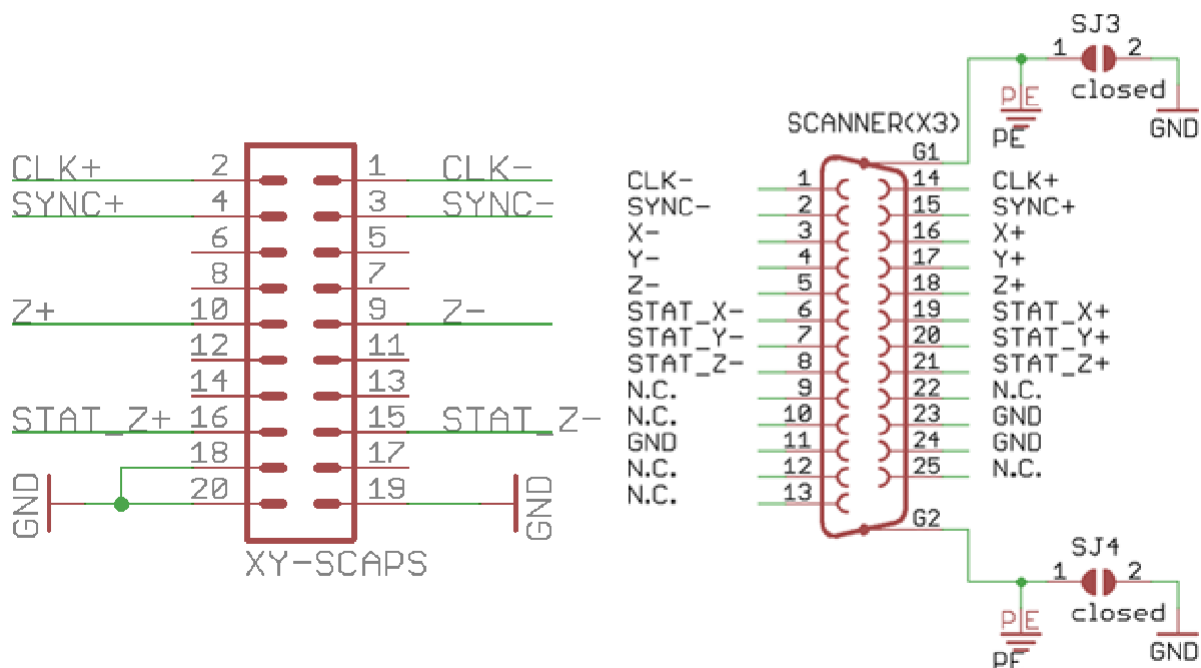 CLK+ 2 1 CLK-
SYNC+ 4 3 SYNC-
6 5
8 7
Z+ 10 9 Z-
12 11
14 13
STAT_Z+ 16 15 STAT_Z-
18 17
GND 20 19 GND
XY-SCAPS
SJ3
1 2
closed
PE
PE
GND
SCANNER(X3)
G1
CLK- 1 14 CLK+
SYNC- 2 15 SYNC+
X- 3 16 X+
Y- 4 17 Y+
Z- 5 18 Z+
STAT_X- 6 19 STAT_X+
STAT_Y- 7 20 STAT_Y+
STAT_Z- 8 21 STAT_Z+
N.C. 9 22 N.C.
N.C. 10 23 GND
GND 11 24 GND
N.C. 12 25 N.C.
N.C. 13
G2
SJ4
1 2
closed
PE
PE
GND